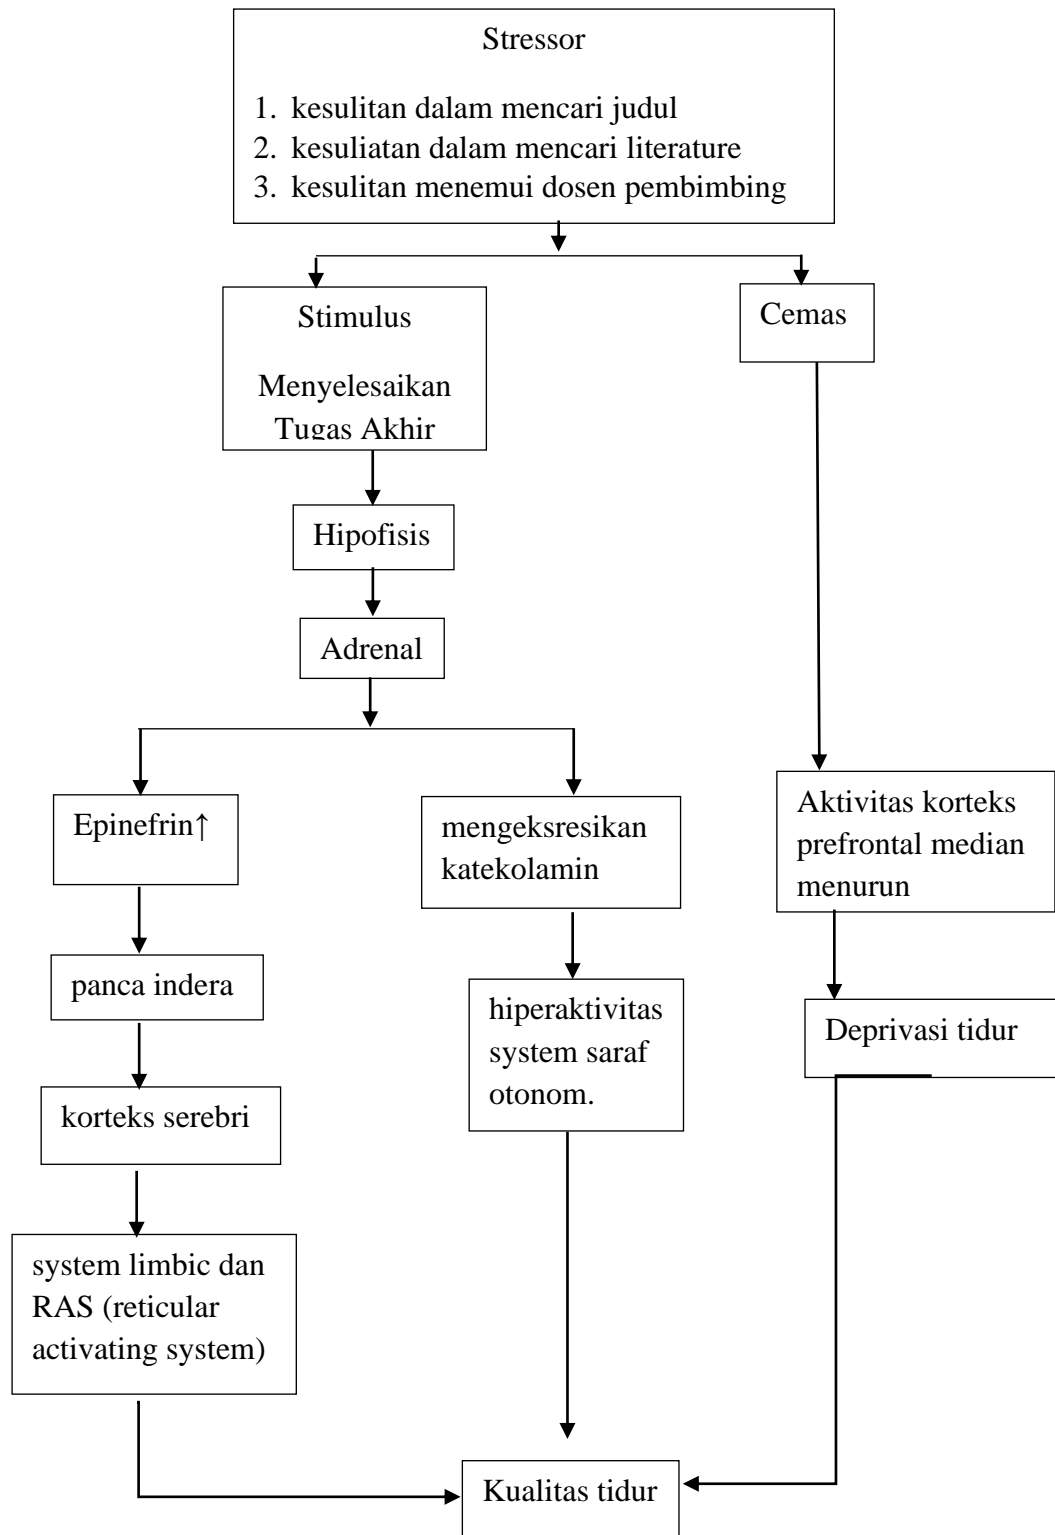 Stressor
1. kesulitan dalam mencari judul
2. kesuliatan dalam mencari literature
3. kesulitan menemui dosen pembimbing
Stimulus
Menyelesaikan
Tugas Akhir
Cemas
Hipofisis
Adrenal
Epinefrin↑
mengeksresikan
katekolamin
Aktivitas korteks
prefrontal median
menurun
panca indera
hiperaktivitas
system saraf
otonom.
Deprivasi tidur
korteks serebri
system limbic dan
RAS (reticular
activating system)
Kualitas tidur